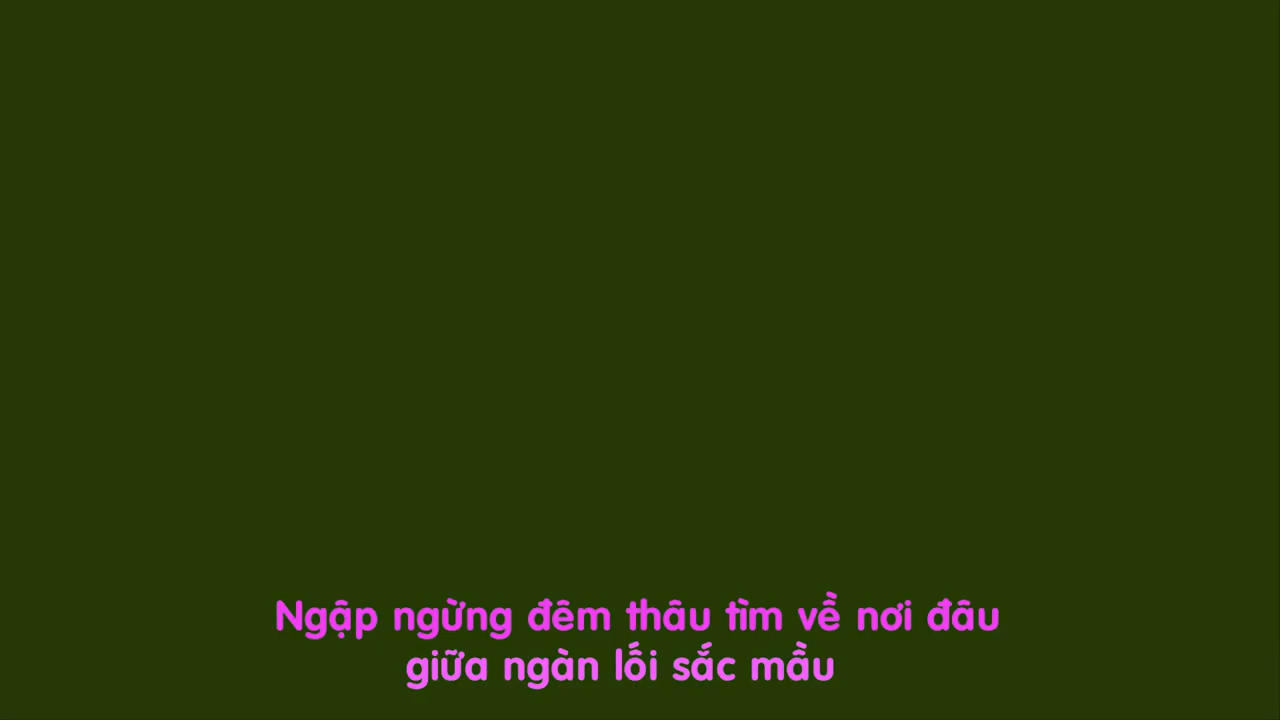 Ngập ngừng đêm thâu tìm về nơi đâu
giữa ngàn lối sắc mầu